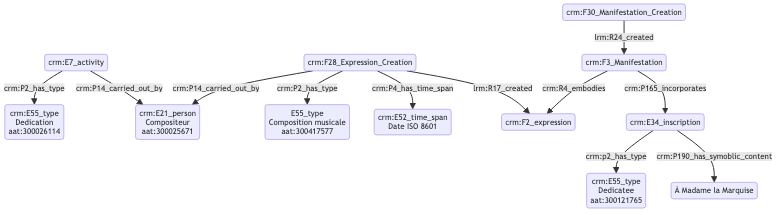 crm:F30_Manifestation_Creation
lrm:R24_created
crm:E7_activity
crm:F28_Expression_Creation
crm:F3_Manifestation
crm:P2_has_type
crm:P14_carried_out_by
crm:P14_carried_out_by
crm:P2_has_type
crm:P4_has_time_span
lrm:R17_created
crm:R4_embodies
crm:P165_incorporates
crm:E55_type
Dedication
aat:300026114
crm:E21_person
Compositeur
aat:300025671
E55_type
Composition musicale
aat:300417577
crm:E52_time_span
Date ISO 8601
crm:F2_expression
crm:E34_inscription
crm:p2_has_type
crm:P190_has_symoblic_content
crm:E55_type
Dedicatee
aat:300121765
À Madame la Marquise